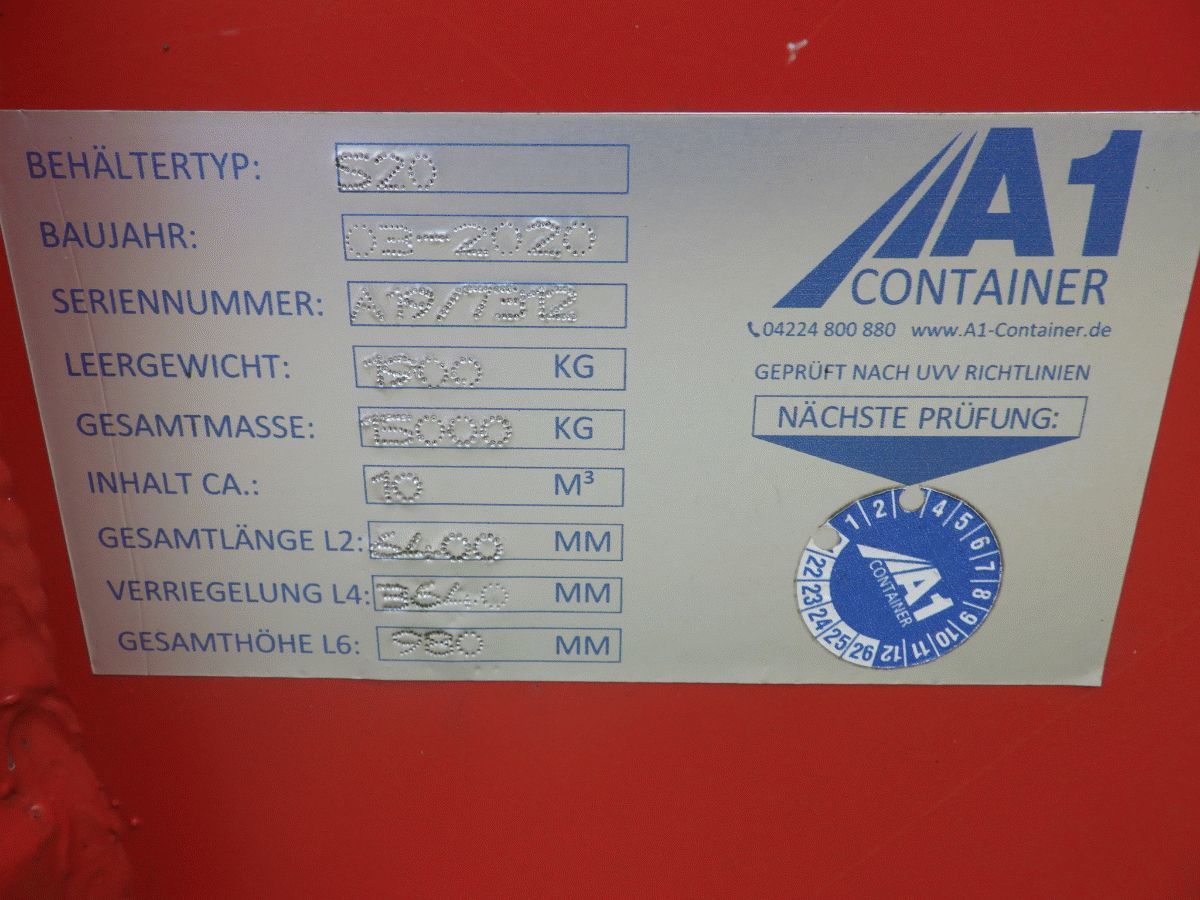 BEHÄLTERTYP: S20
BAUJAHR: 03-2020
SERIENNUMMER: A19/7312
LEERGEWICHT: 1900 KG
GESAMTMASSE: 15000 KG
INHALT CA.: 10 M³
GESAMTLÄNGE L2: 5400 MM
VERRIEGELUNG L4: 3640 MM
GESAMTHÖHE L6: 980 MM
A1
CONTAINER
04224 800 880 www.A1-Container.de
GEPRÜFT NACH UVV RICHTLINIEN
NÄCHSTE PRÜFUNG:
1 2 4 5 6 7 8 9 10 11 12
22 23 24 25 26
A1
CONTAINER